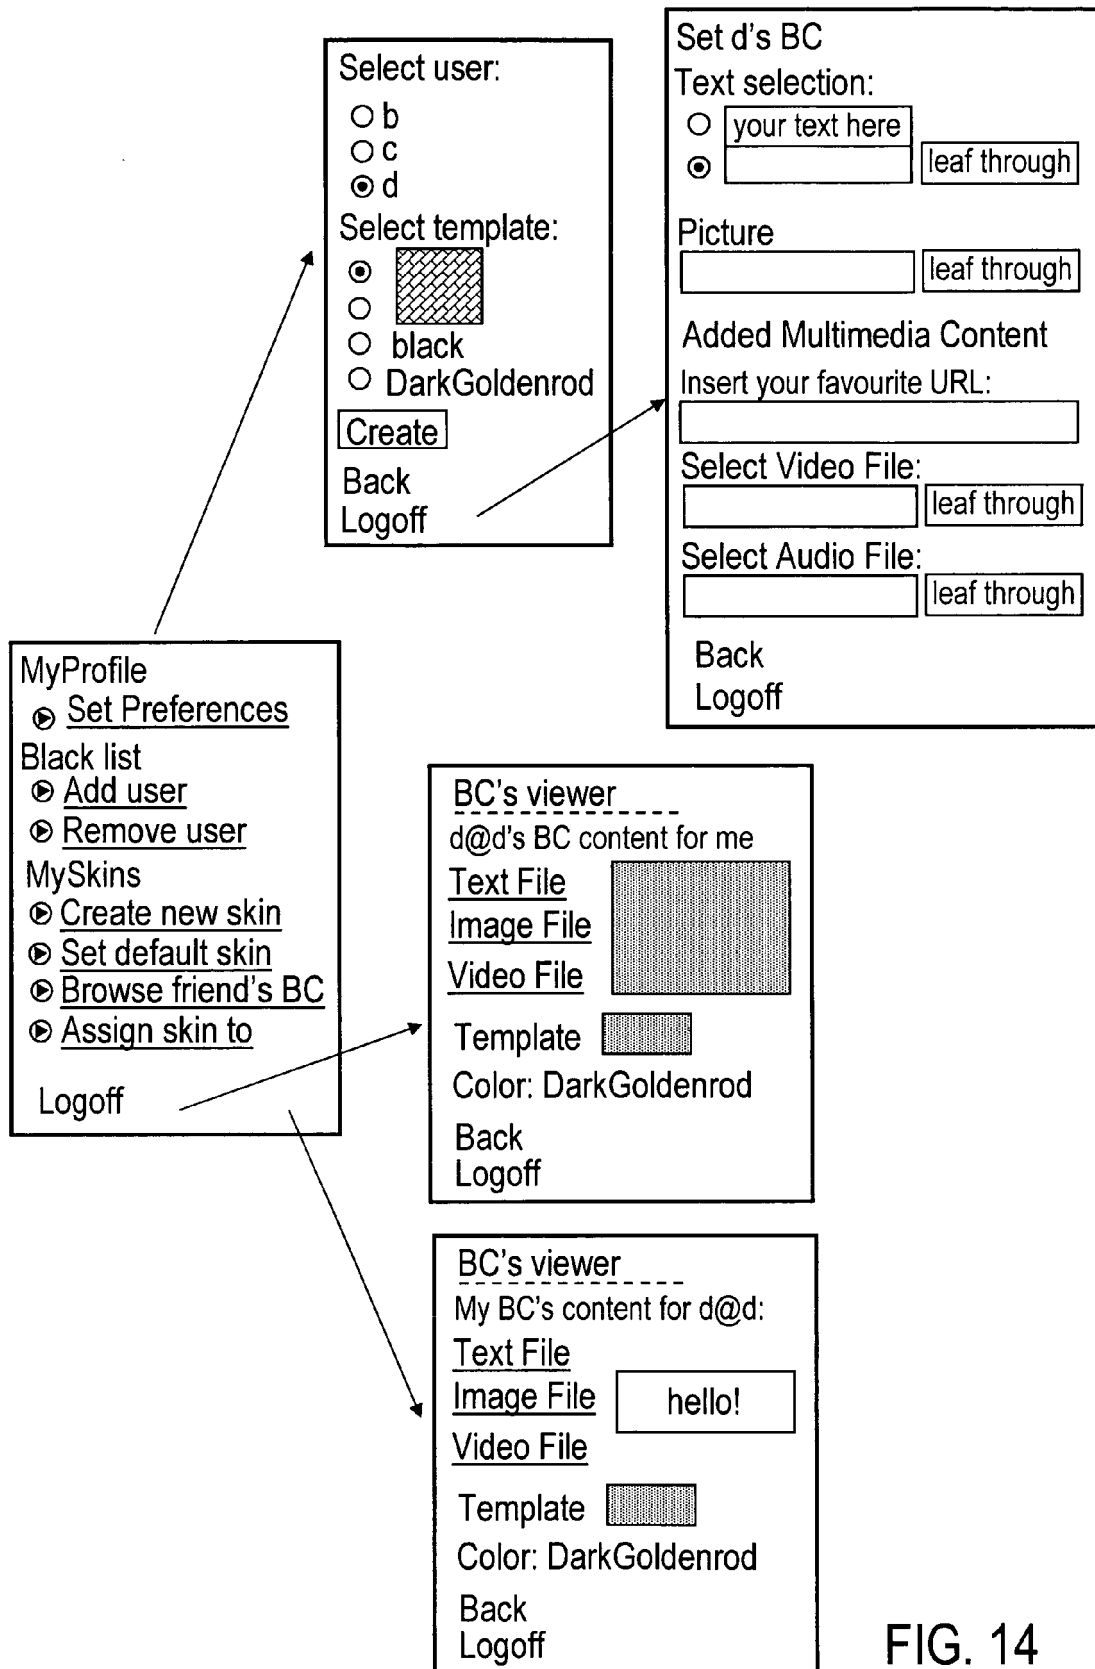 Select user:
b
c
d
Select template:
black
DarkGoldenrod
Create
Back
Logoff
Set d's BC
Text selection:
your text here
leaf through
Picture
leaf through
Added Multimedia Content
Insert your favourite URL:
Select Video File:
leaf through
Select Audio File:
leaf through
Back
Logoff
MyProfile
Set Preferences
Black list
Add user
Remove user
MySkins
Create new skin
Set default skin
Browse friend's BC
Assign skin to
Logoff
BC's viewer
d@d's BC content for me
Text File
Image File
Video File
Template
Color: DarkGoldenrod
Back
Logoff
BC's viewer
My BC's content for d@d:
Text File
Image File
hello!
Video File
Template
Color: DarkGoldenrod
Back
Logoff
FIG. 14